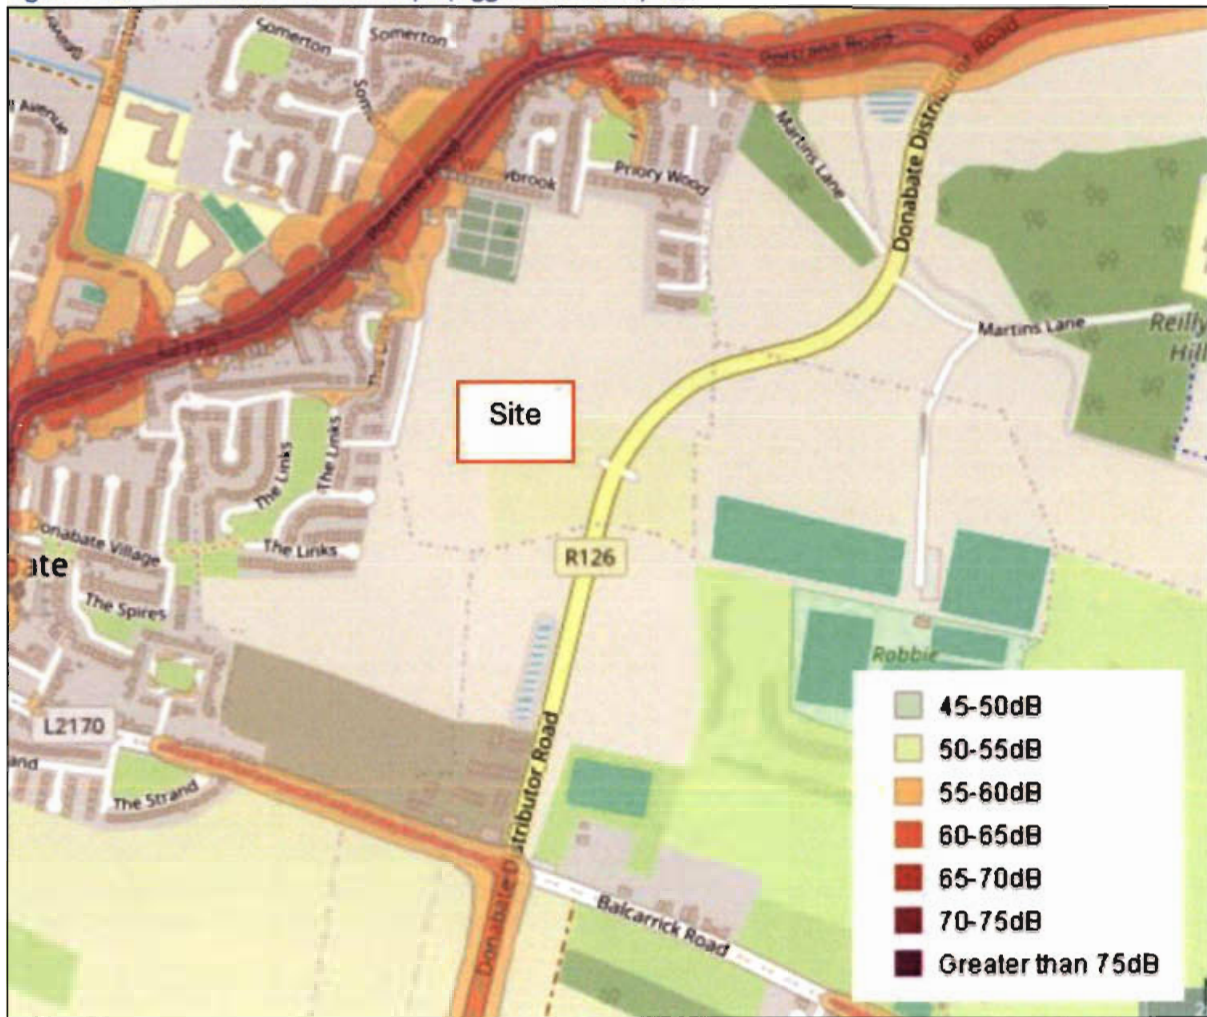 Somerton
Somerton
Avenue
Portrane Road
Road
Martins Lane
Donabate Distributor
Priory Wood
Portrane Road
Martins Lane
Reilly
Hill
Site
The Links
The Links
Donabate Village
The Links
ate
R126
The Spires
Robbie
L2170
and
The Strand
Distributor Road
Donabate D
Balcarrick Road
45-50dB
50-55dB
55-60dB
60-65dB
65-70dB
70-75dB
Greater than 75dB